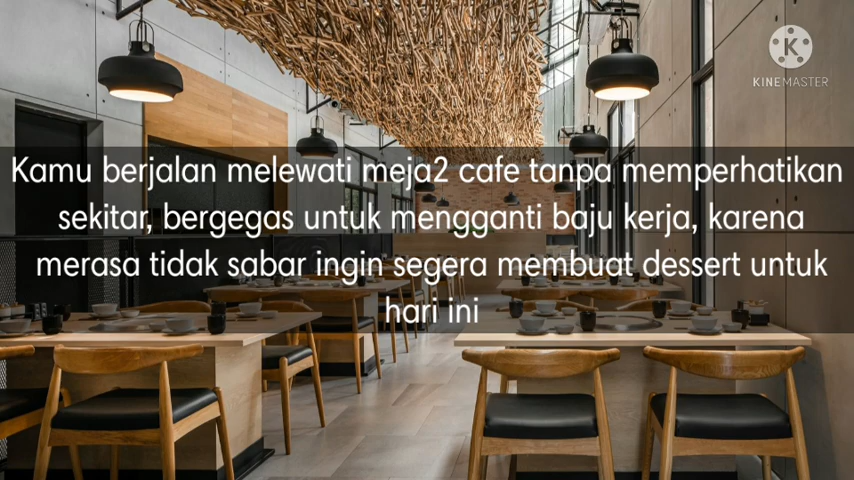 K
KINEMASTER
Kamu berjalan melewati meja2 cafe tanpa memperhatikan
sekitar, bergegas untuk mengganti baju kerja, karena
merasa tidak sabar ingin segera membuat dessert untuk
hari ini